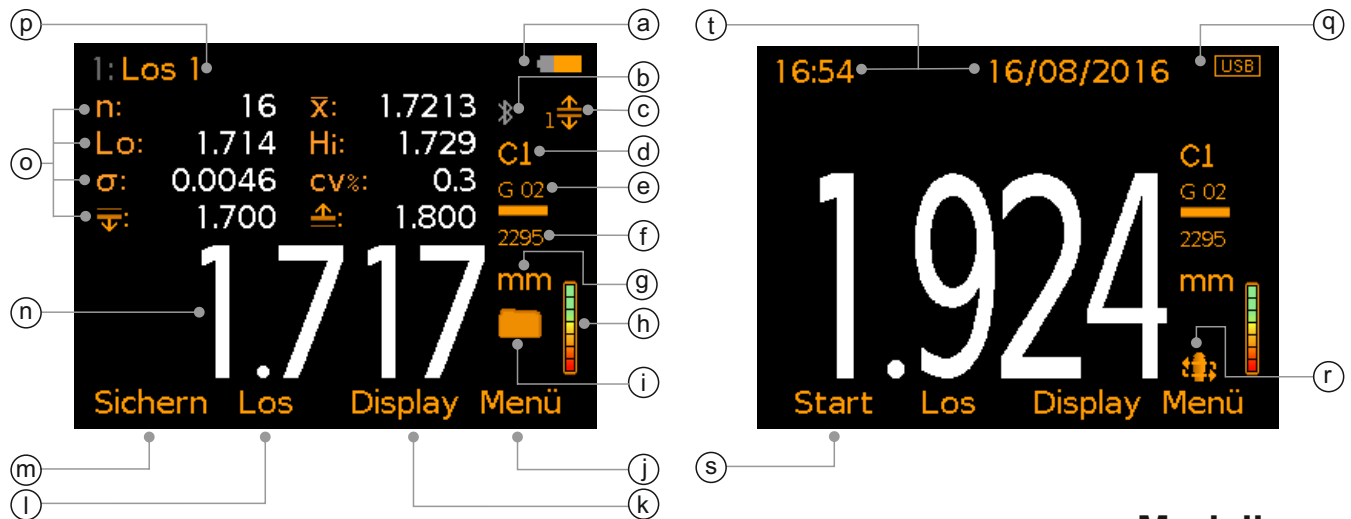 p
a
t
q
1: Los 1
16:54
16/08/2016
USB
b
n: 16 x̅: 1.7213
1
c
Lo: 1.714 Hi: 1.729
C1
d
C1
o
σ: 0.0046 cv%: 0.3
G 02
e
G 02
1.700 1.800
2295
f
2295
mm
g
mm
n
1.717
h
1.924
i
r
Sichern Los Display Menü
Start Los Display Menü
m
j
s
l
k